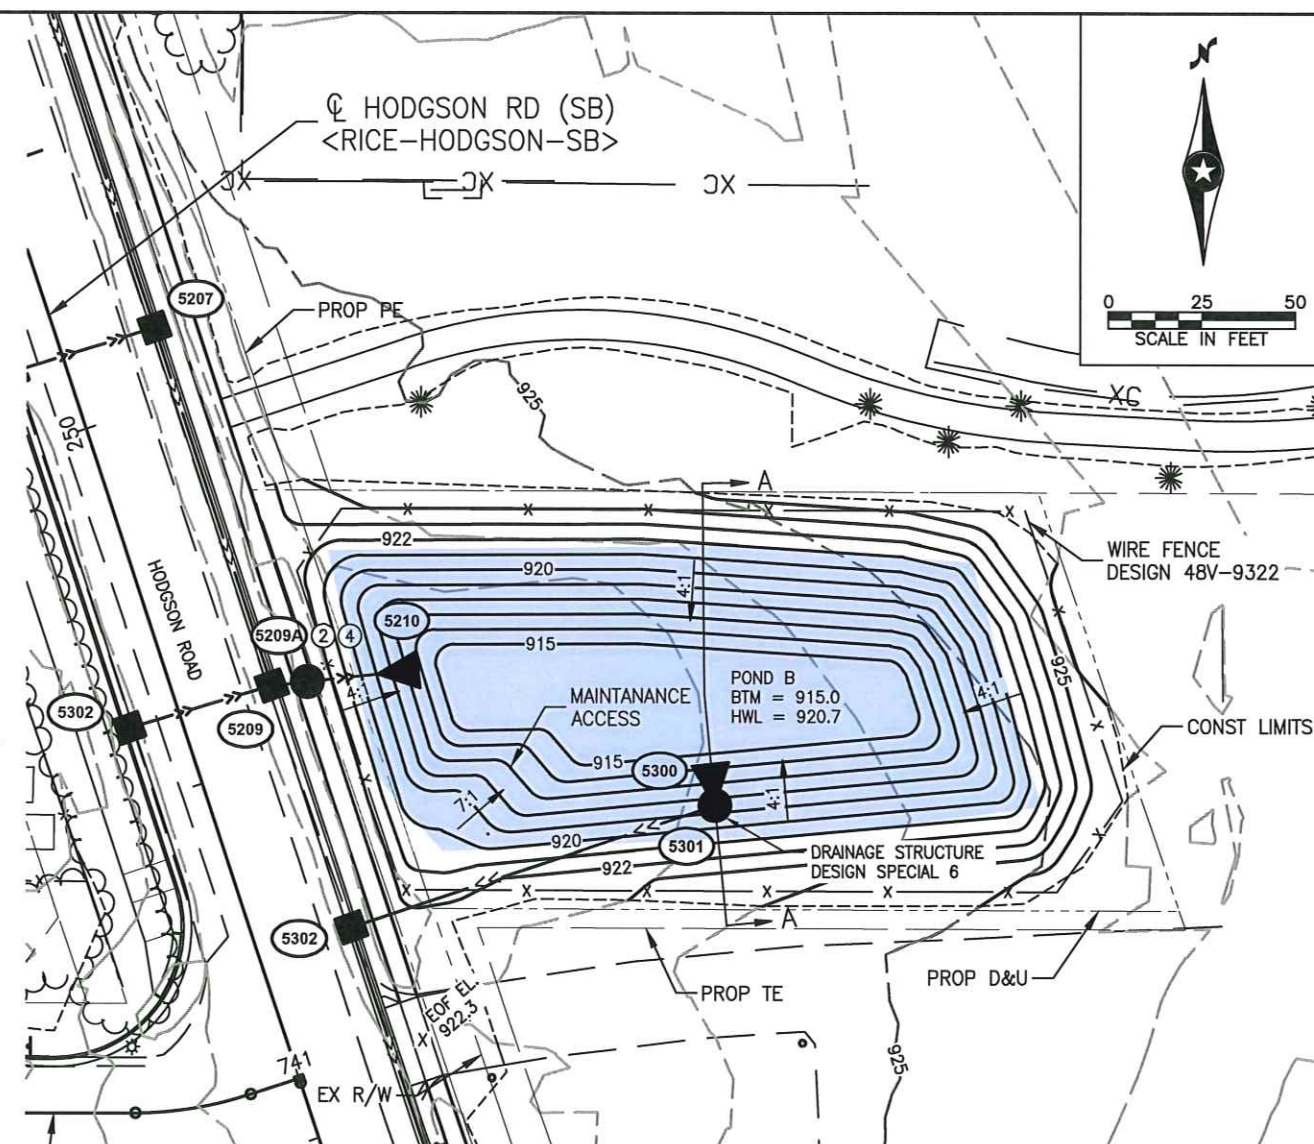 N
℄ HODGSON RD (SB)
<RICE-HODGSON-SB>
XC
XC
XC
0 25 50
SCALE IN FEET
5207
PROP PE
XC
925
250
A
922
WIRE FENCE
DESIGN 48V-9322
920
4:1
HODGSON ROAD
5209A
2
4
5210
915
925
POND B
BTM = 915.0
HWL = 920.7
MAINTANANCE
ACCESS
4:1
4:1
5302
5209
CONST LIMITS
915
5300
7:1
4:1
920
5301
DRAINAGE STRUCTURE
DESIGN SPECIAL 6
922
A
5302
PROP D&U
PROP TE
EOF EL.
922.3
925
741
EX R/W